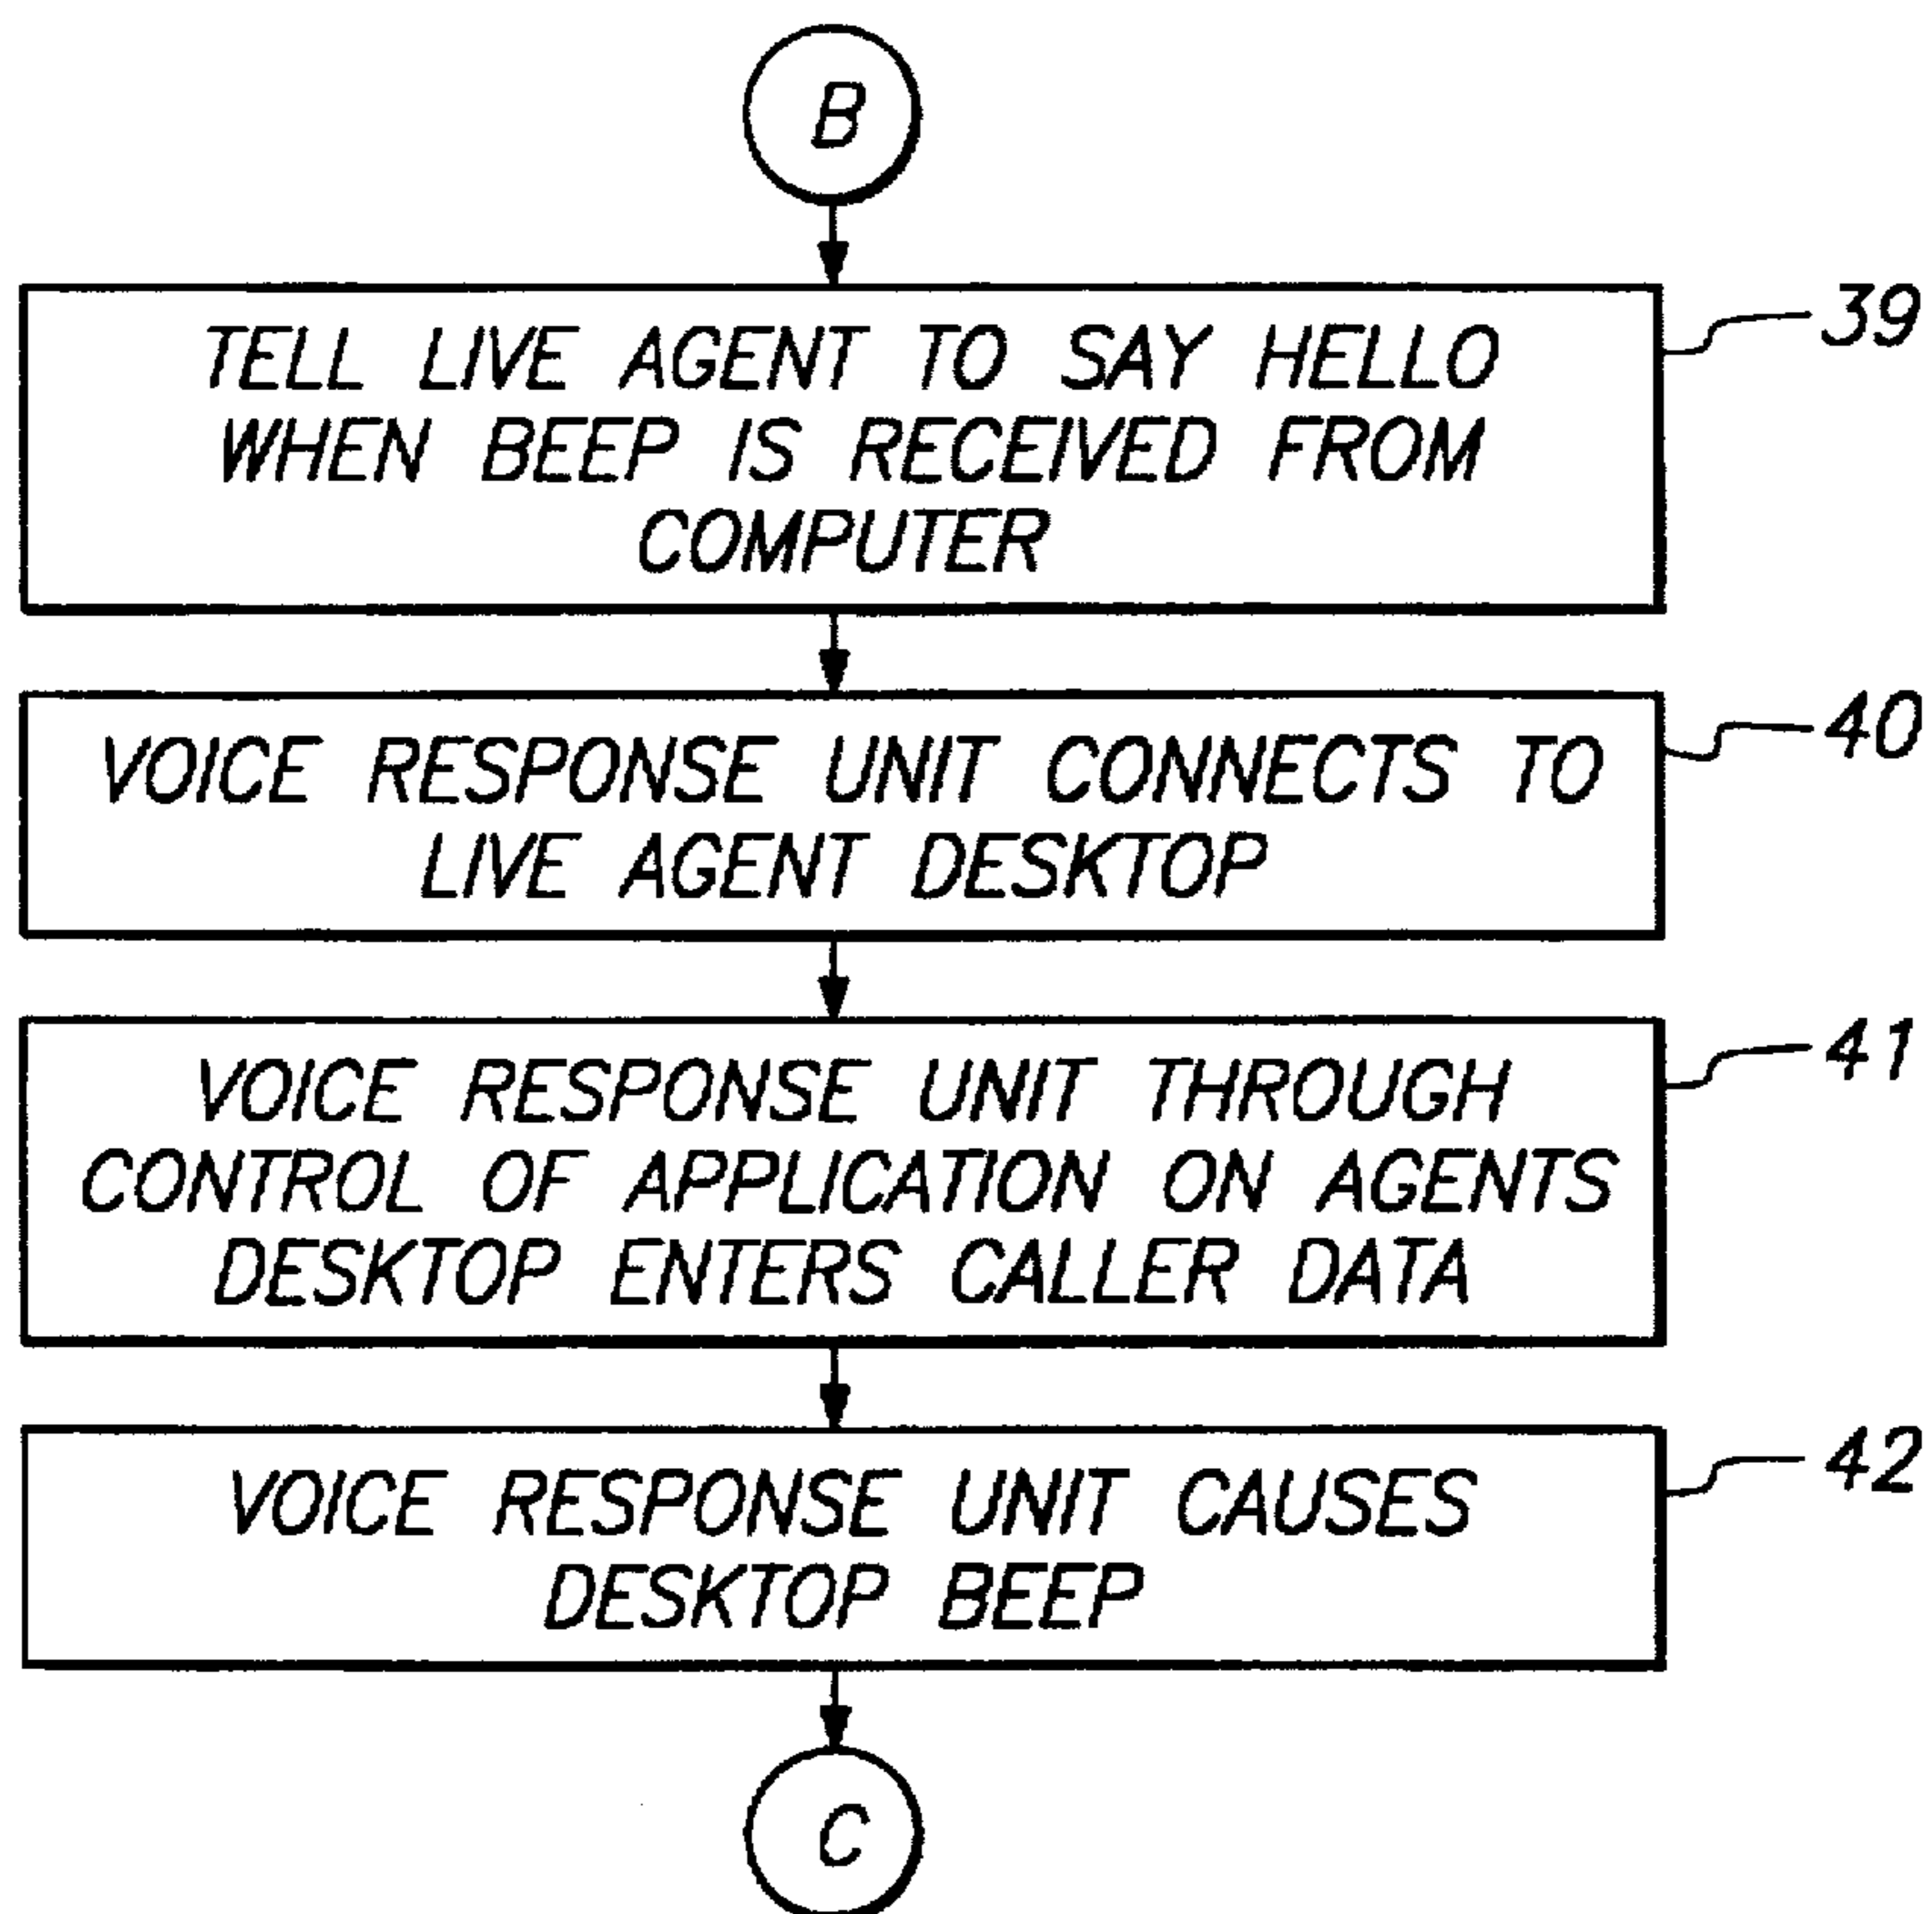 B
TELL LIVE AGENT TO SAY HELLO
WHEN BEEP IS RECEIVED FROM
COMPUTER
39
VOICE RESPONSE UNIT CONNECTS TO
LIVE AGENT DESKTOP
40
VOICE RESPONSE UNIT THROUGH
CONTROL OF APPLICATION ON AGENTS
DESKTOP ENTERS CALLER DATA
41
VOICE RESPONSE UNIT CAUSES
DESKTOP BEEP
42
C